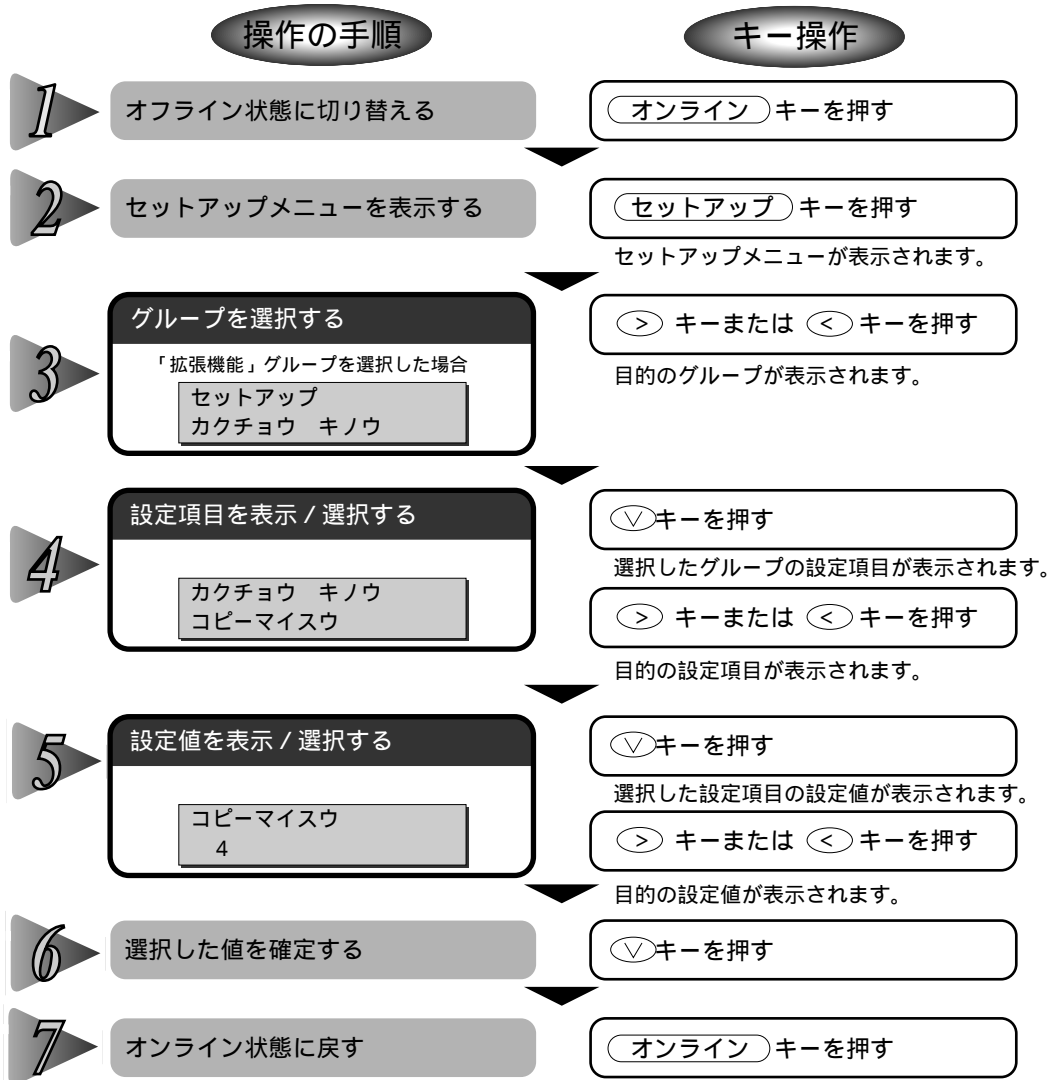 操作の手順
キー操作
1
オフライン状態に切り替える
オンライン キーを押す
2
セットアップメニューを表示する
セットアップ キーを押す
セットアップメニューが表示されます。
3
グループを選択する
「拡張機能」グループを選択した場合
セットアップ
カクチョウ キノウ
> キーまたは < キーを押す
目的のグループが表示されます。
4
設定項目を表示 / 選択する
カクチョウ キノウ
コピーマイスウ
∨キーを押す
選択したグループの設定項目が表示されます。
> キーまたは < キーを押す
目的の設定項目が表示されます。
5
設定値を表示 / 選択する
コピーマイスウ
4
∨キーを押す
選択した設定項目の設定値が表示されます。
> キーまたは < キーを押す
目的の設定値が表示されます。
6
選択した値を確定する
∨キーを押す
7
オンライン状態に戻す
オンライン キーを押す